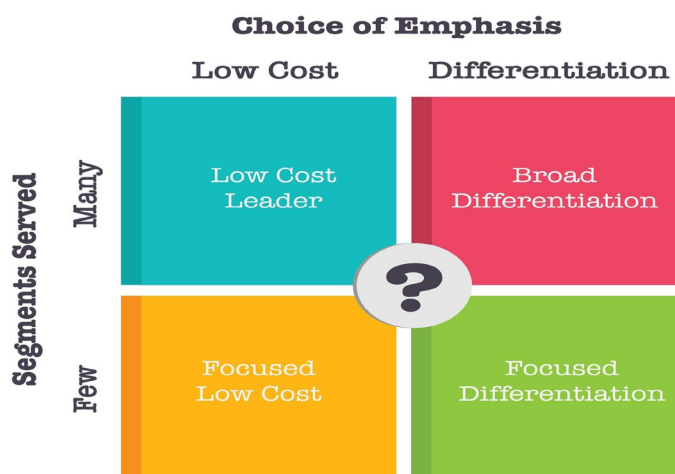 Choice of Emphasis
Low Cost
Differentiation
Segments Served
Many
Low Cost
Leader
Broad
Differentiation
?
Few
Focused
Low Cost
Focused
Differentiation